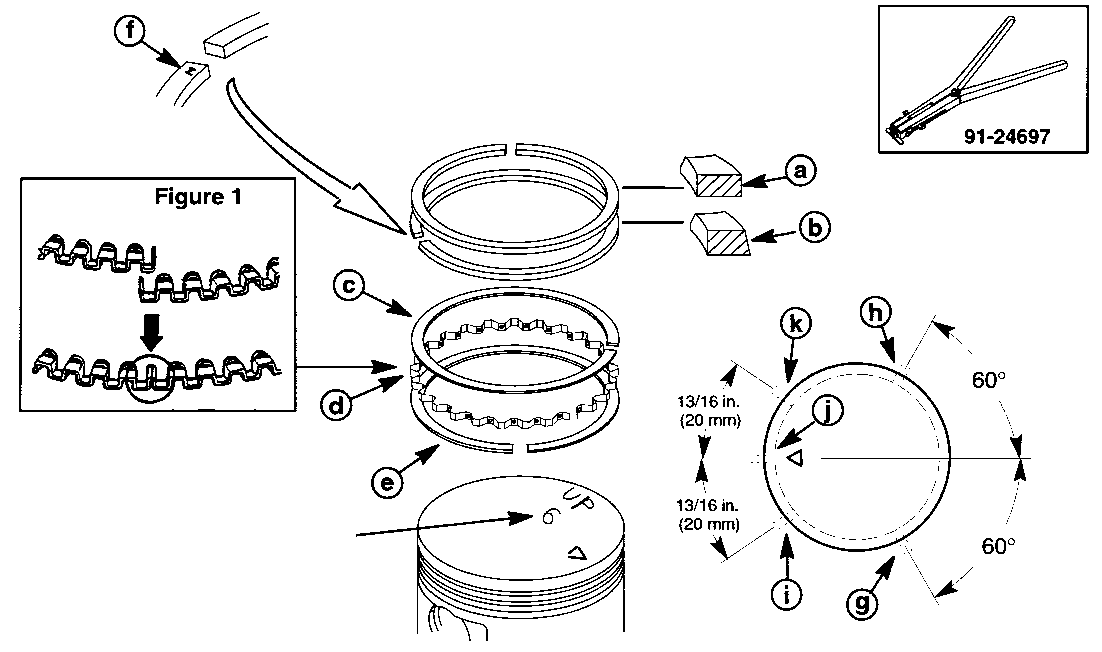 f
M
91-24697
a
b
Figure 1
c
d
e
UP
6
k
h
j
60°
13/16 in.
(20 mm)
13/16 in.
(20 mm)
60°
i
g